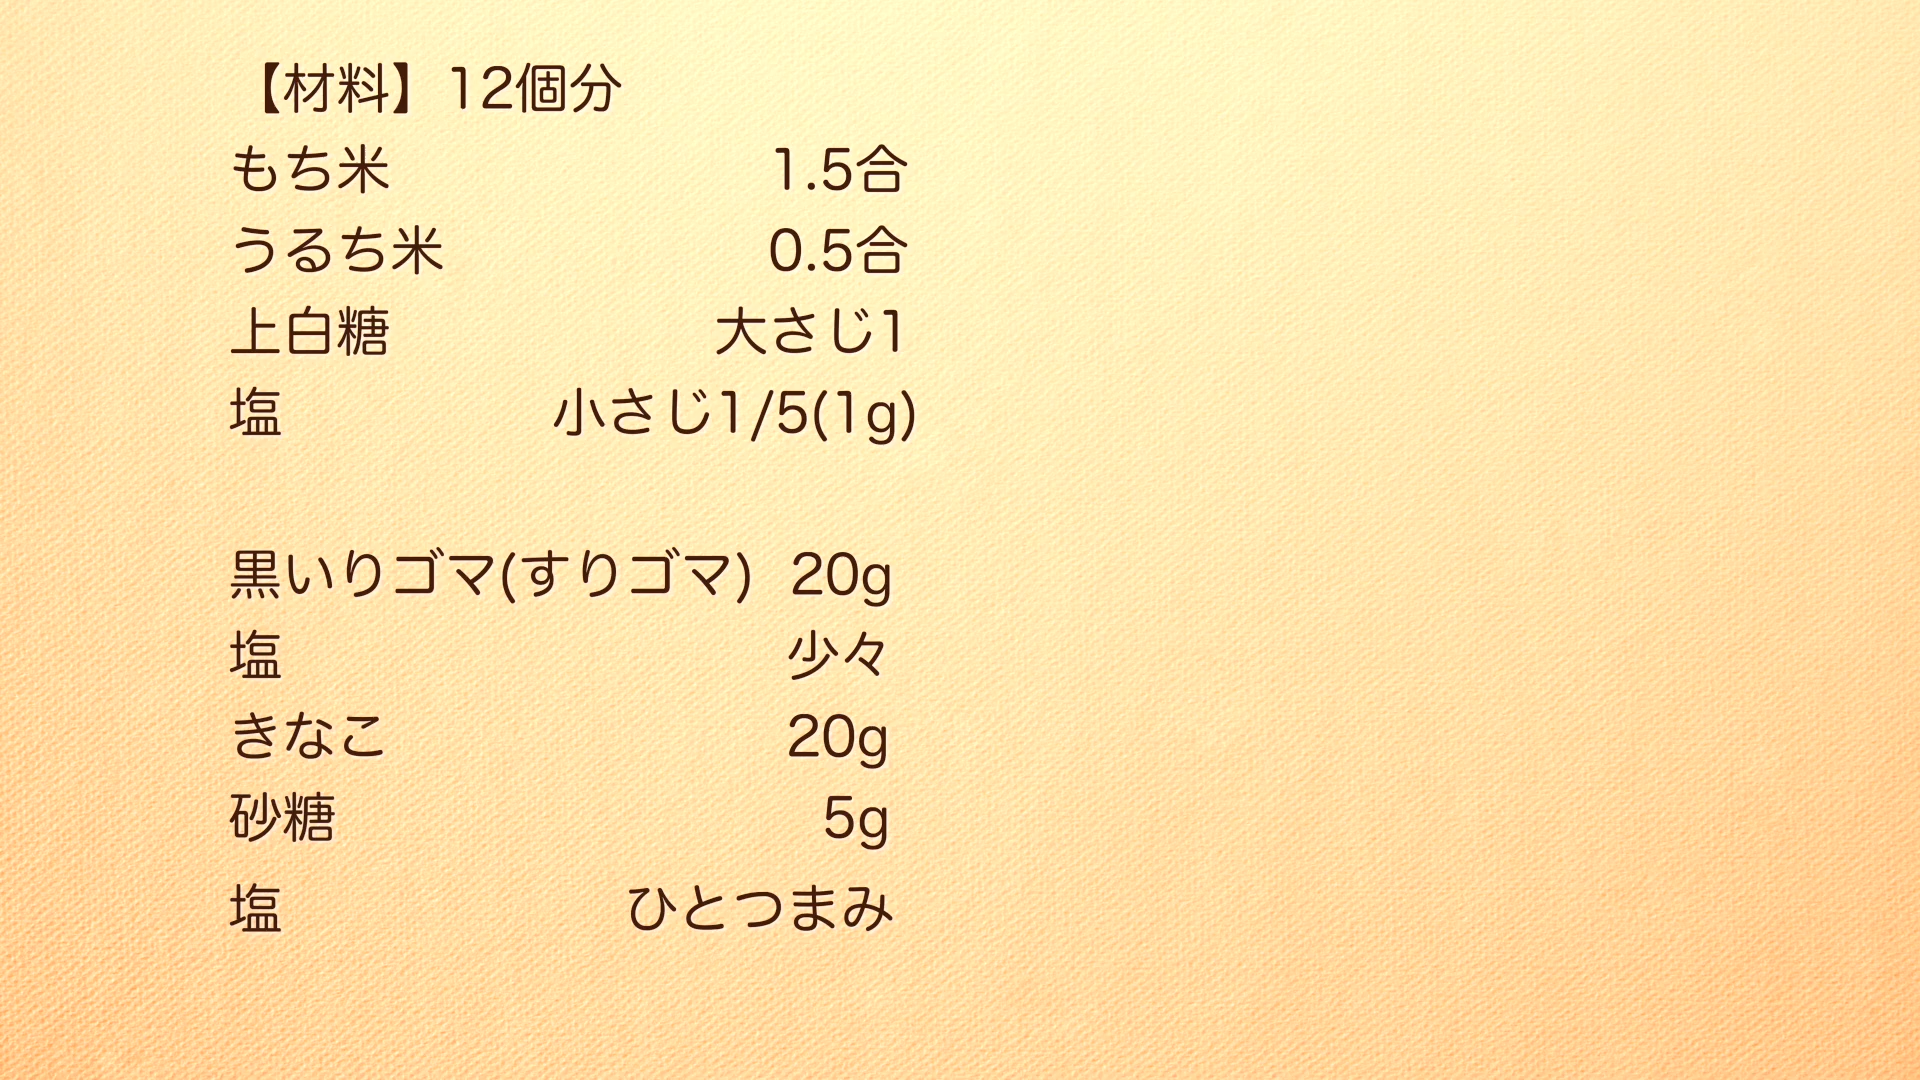 【材料】12個分
もち米 1.5合
うるち米 0.5合
上白糖 大さじ1
塩 小さじ1/5(1g)
黒いりゴマ(すりゴマ) 20g
塩 少々
きなこ 20g
砂糖 5g
塩 ひとつまみ